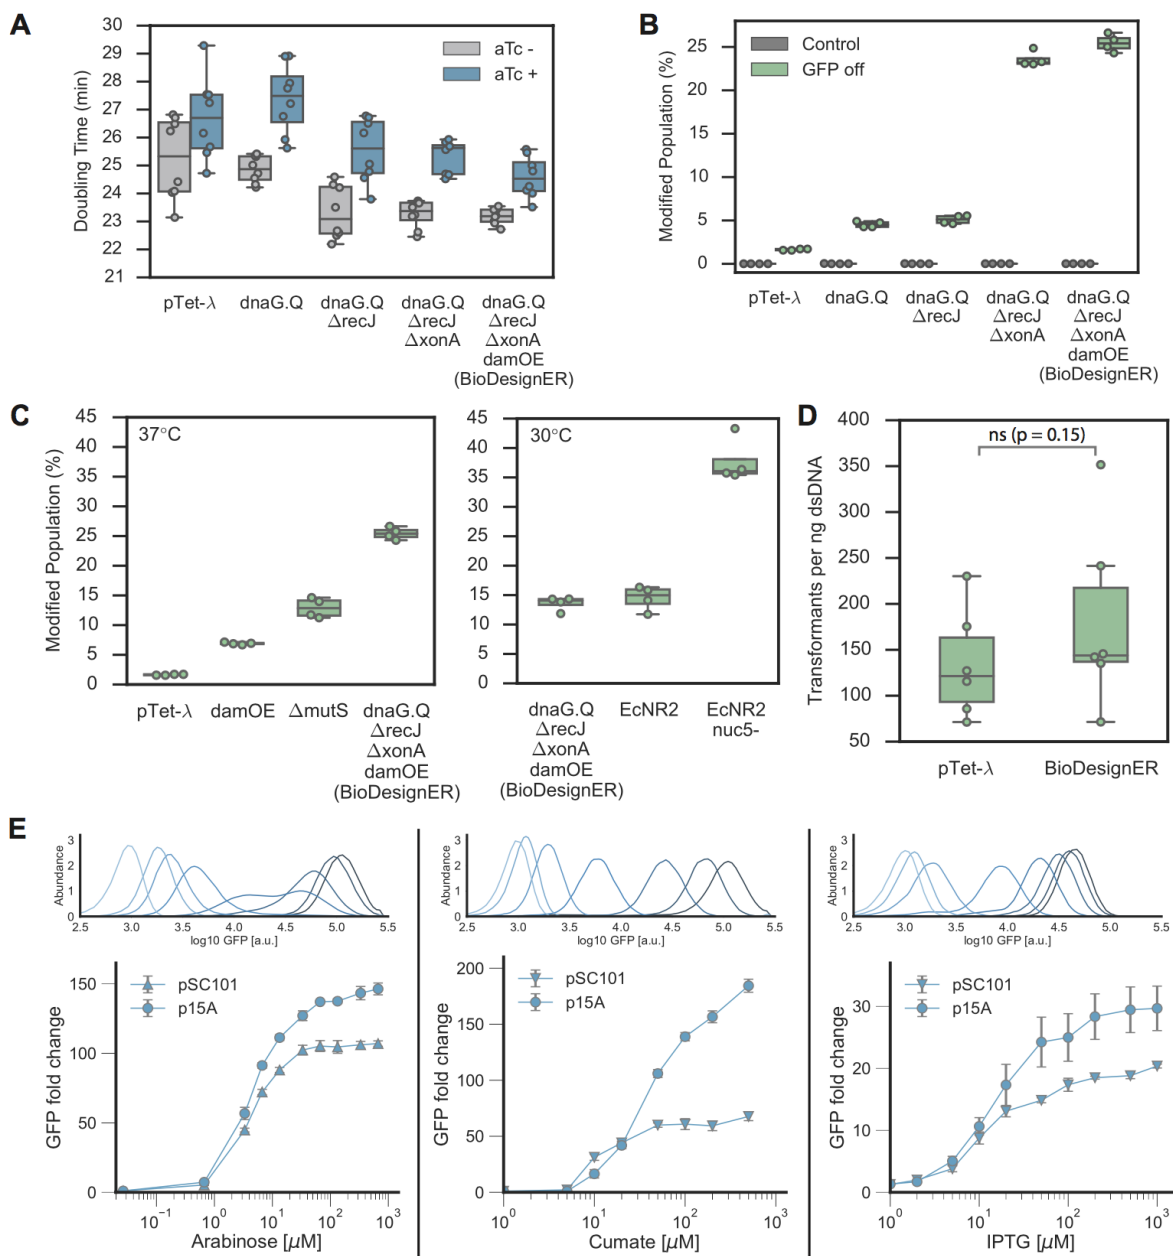 A
30
29
28
27
26
25
24
23
22
21
Doubling Time (min)
aTc -
aTc +
pTet-λ
dnaG.Q
dnaG.Q
ΔrecJ
dnaG.Q
ΔrecJ
ΔxonA
dnaG.Q
ΔrecJ
ΔxonA
damOE
(BioDesignER)
B
25
20
15
10
5
0
Modified Population (%)
Control
GFP off
pTet-λ
dnaG.Q
dnaG.Q
ΔrecJ
dnaG.Q
ΔrecJ
ΔxonA
dnaG.Q
ΔrecJ
ΔxonA
damOE
(BioDesignER)
C
45
40
35
30
25
20
15
10
5
0
Modified Population (%)
37°C
pTet-λ
damOE
ΔmutS
dnaG.Q
ΔrecJ
ΔxonA
damOE
(BioDesignER)
45
40
35
30
25
20
15
10
5
0
30°C
dnaG.Q
ΔrecJ
ΔxonA
damOE
(BioDesignER)
EcNR2
EcNR2
nuc5-
D
400
350
300
250
200
150
100
50
Transformants per ng dsDNA
ns (p = 0.15)
pTet-λ
BioDesignER
E
3
2
1
0
Abundance
2.5 3.0 3.5 4.0 4.5 5.0 5.5
log10 GFP [a.u.]
150
100
50
0
GFP fold change
pSC101
p15A
10⁻¹ 10⁰ 10¹ 10² 10³
Arabinose [μM]
3
2
1
0
Abundance
2.5 3.0 3.5 4.0 4.5 5.0 5.5
log10 GFP [a.u.]
200
150
100
50
0
GFP fold change
pSC101
p15A
10⁰ 10¹ 10² 10³
Cumate [μM]
3
2
1
0
Abundance
2.5 3.0 3.5 4.0 4.5 5.0 5.5
log10 GFP [a.u.]
30
20
10
0
GFP fold change
pSC101
p15A
10⁰ 10¹ 10² 10³
IPTG [μM]